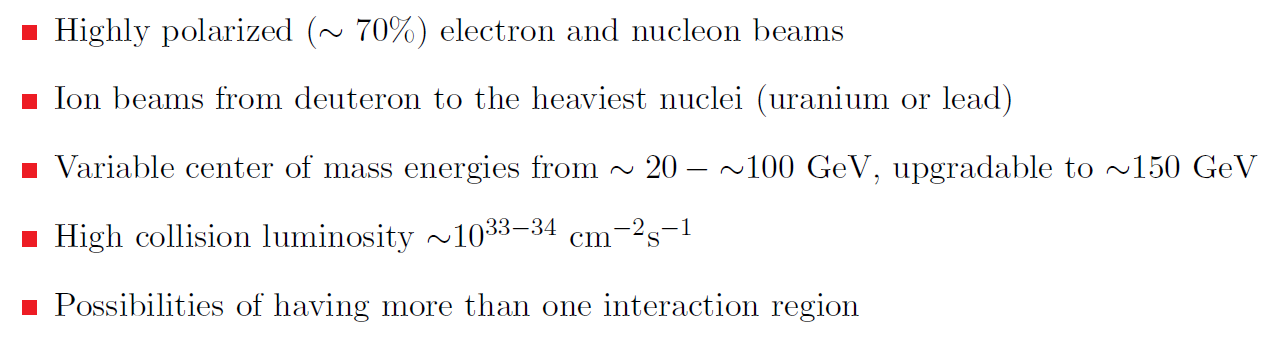 ■ Highly polarized (∼ 70%) electron and nucleon beams
■ Ion beams from deuteron to the heaviest nuclei (uranium or lead)
■ Variable center of mass energies from ∼ 20 – ∼100 GeV, upgradable to ∼150 GeV
■ High collision luminosity ∼10³³⁻³⁴ cm⁻²s⁻¹
■ Possibilities of having more than one interaction region